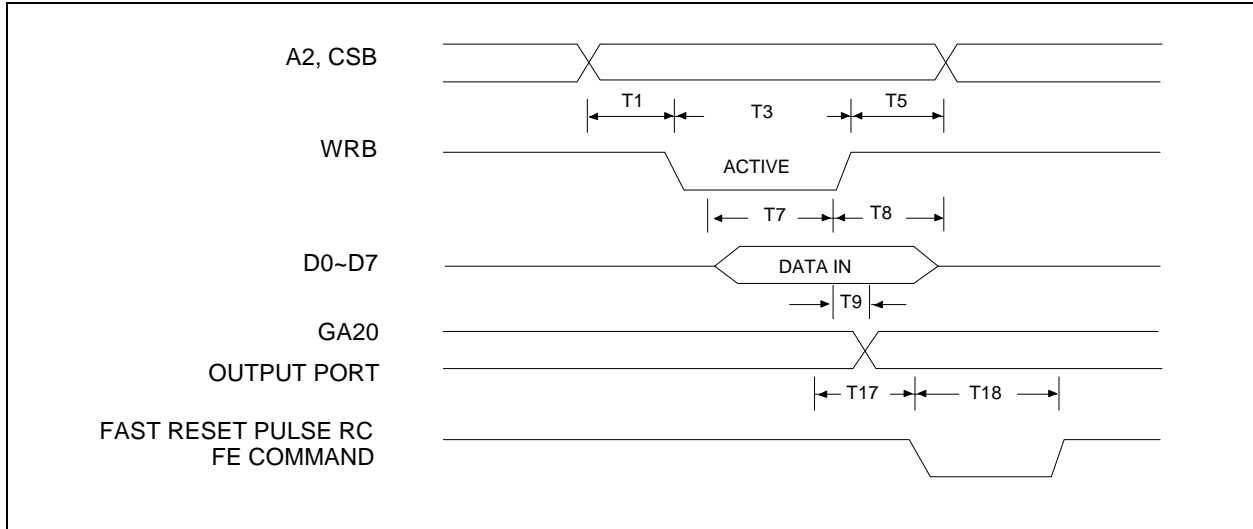 A2, CSB
T1
T3
T5
WRB
ACTIVE
T7
T8
D0~D7
DATA IN
T9
GA20
OUTPUT PORT
T17
T18
FAST RESET PULSE RC
FE COMMAND